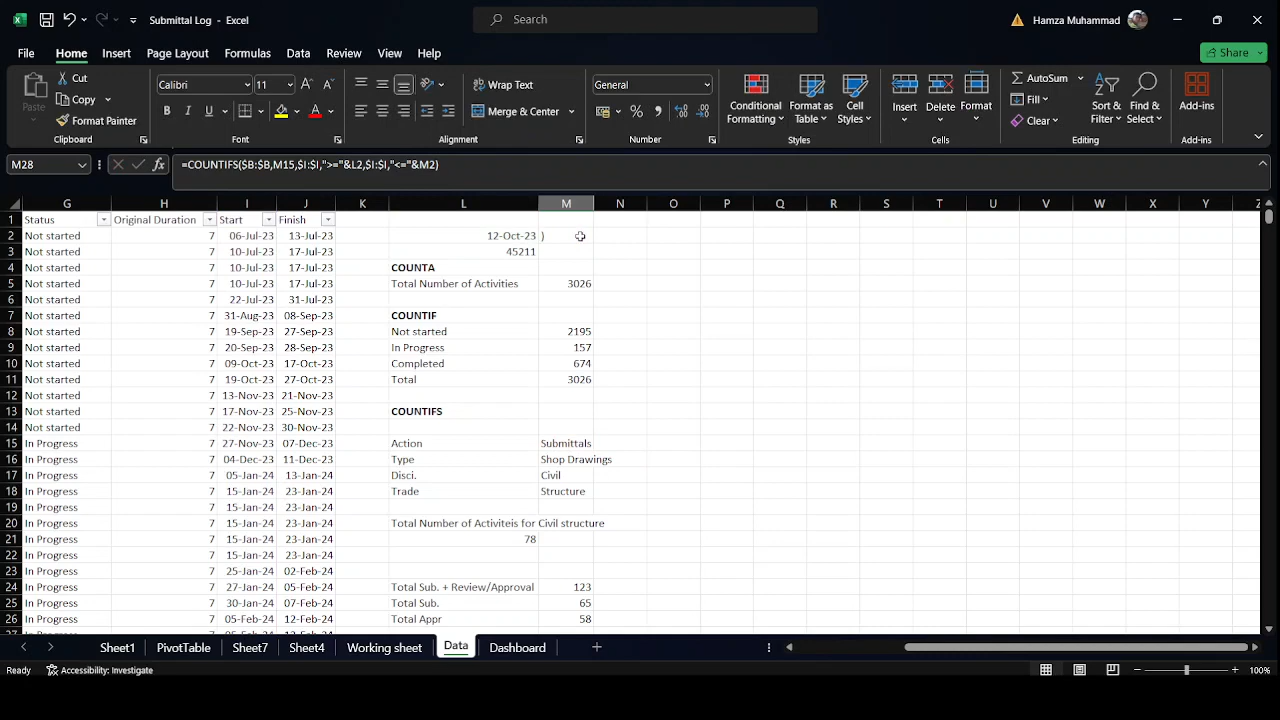 Submittal Log - Excel
Search
Hamza Muhammad
File Home Insert Page Layout Formulas Data Review View Help
Share
Paste
Cut
Copy
Format Painter
Clipboard
Calibri 11
B I U
Font
Wrap Text
Merge & Center
Alignment
General
Number
Conditional Formatting
Format as Table
Cell Styles
Styles
Insert
Delete
Format
Cells
AutoSum
Fill
Clear
Sort & Filter
Find & Select
Editing
Add-ins
Add-ins
M28 fx =COUNTIFS($B:$B,M15,$I:$I,">="&L2,$I:$I,"<="&M2)
G H I J K L M N O P Q R S T U V W X Y Z
1 Status Original Duration Start Finish
2 Not started 7 06-Jul-23 13-Jul-23 12-Oct-23 )
3 Not started 7 10-Jul-23 17-Jul-23 45211
4 Not started 7 10-Jul-23 17-Jul-23 COUNTA
5 Not started 7 10-Jul-23 17-Jul-23 Total Number of Activities 3026
6 Not started 7 22-Jul-23 31-Jul-23
7 Not started 7 31-Aug-23 08-Sep-23 COUNTIF
8 Not started 7 19-Sep-23 27-Sep-23 Not started 2195
9 Not started 7 20-Sep-23 28-Sep-23 In Progress 157
10 Not started 7 09-Oct-23 17-Oct-23 Completed 674
11 Not started 7 19-Oct-23 27-Oct-23 Total 3026
12 Not started 7 13-Nov-23 21-Nov-23
13 Not started 7 17-Nov-23 25-Nov-23 COUNTIFS
14 Not started 7 22-Nov-23 30-Nov-23
15 In Progress 7 27-Nov-23 07-Dec-23 Action Submittals
16 In Progress 7 04-Dec-23 11-Dec-23 Type Shop Drawings
17 In Progress 7 05-Jan-24 13-Jan-24 Disci. Civil
18 In Progress 7 15-Jan-24 23-Jan-24 Trade Structure
19 In Progress 7 15-Jan-24 23-Jan-24
20 In Progress 7 15-Jan-24 23-Jan-24 Total Number of Activiteis for Civil structure
21 In Progress 7 15-Jan-24 23-Jan-24 78
22 In Progress 7 15-Jan-24 23-Jan-24
23 In Progress 7 25-Jan-24 02-Feb-24
24 In Progress 7 27-Jan-24 05-Feb-24 Total Sub. + Review/Approval 123
25 In Progress 7 30-Jan-24 07-Feb-24 Total Sub. 65
26 In Progress 7 05-Feb-24 12-Feb-24 Total Appr 58
Sheet1 PivotTable Sheet7 Sheet4 Working sheet Data Dashboard
Ready Accessibility: Investigate 100%